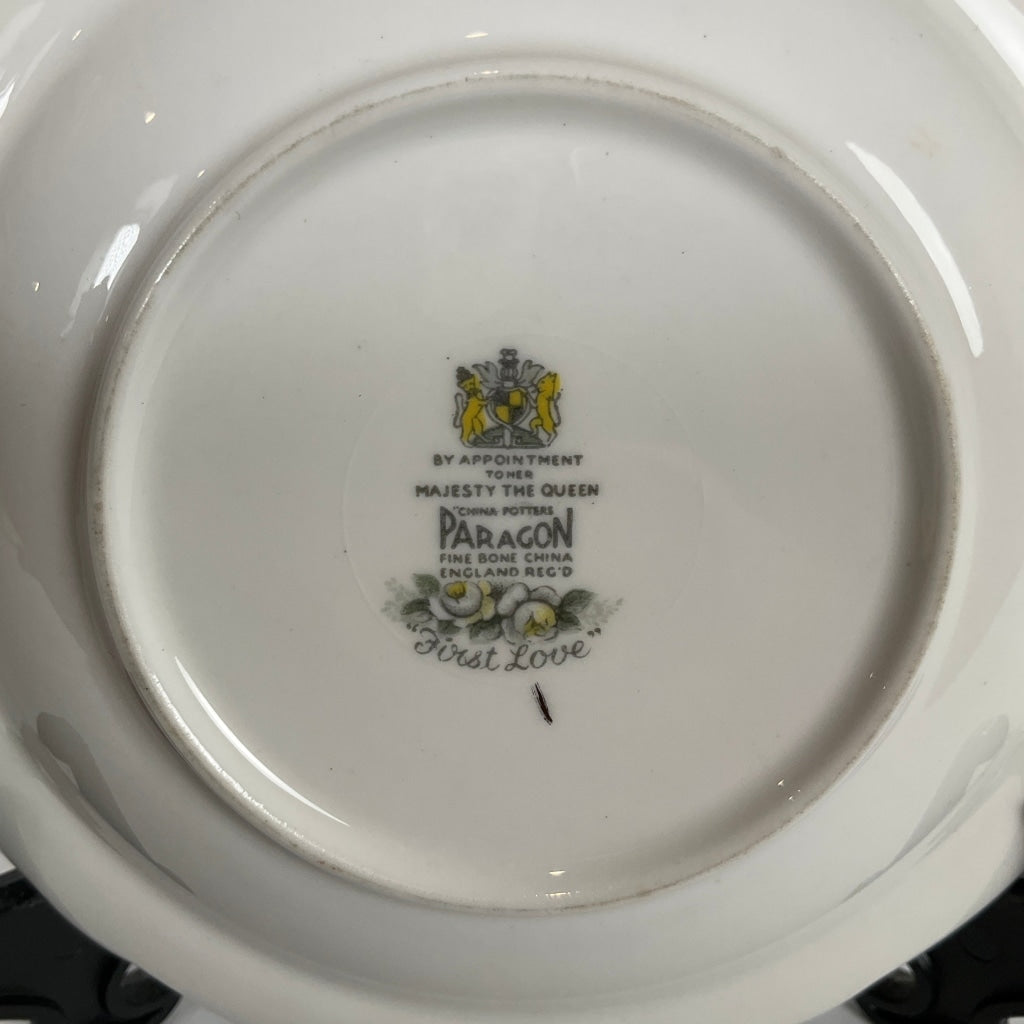 BY APPOINTMENT
TO HER
MAJESTY THE QUEEN
"CHINA POTTERS
PARAGON
FINE BONE CHINA
ENGLAND REG'D
"First Love"